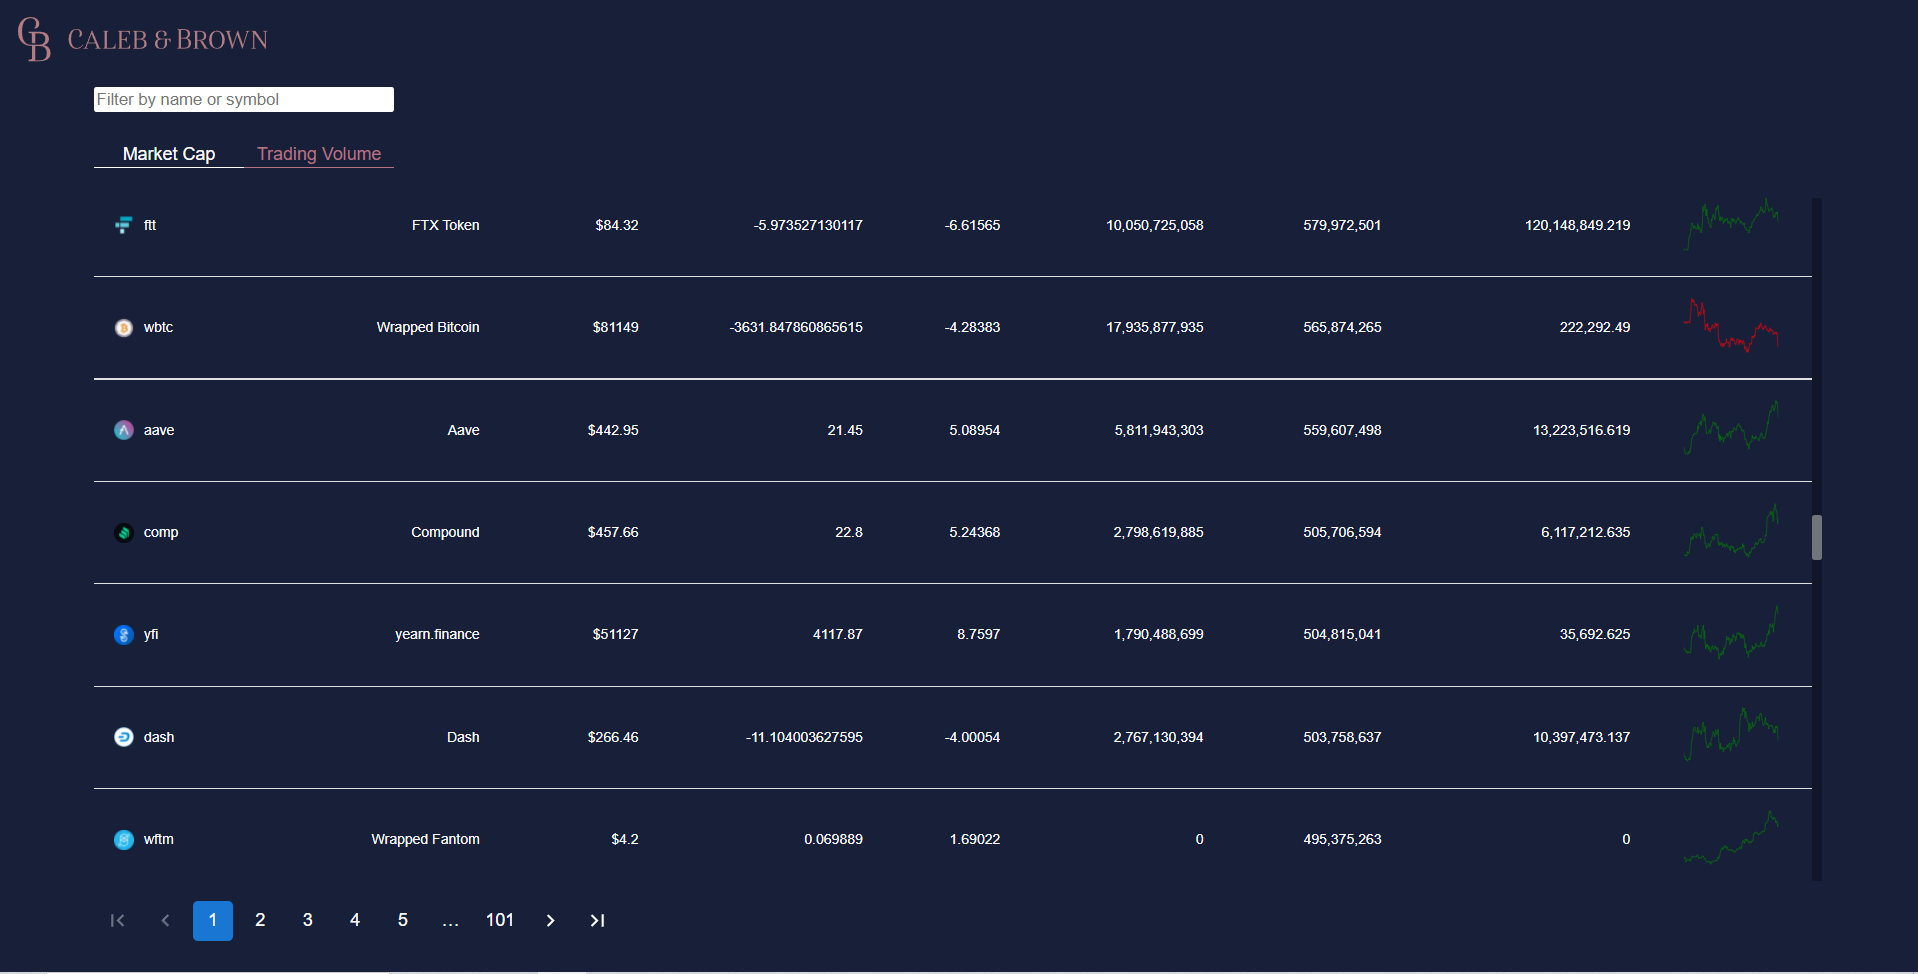 CB CALEB & BROWN
Filter by name or symbol
Market Cap Trading Volume
ftt FTX Token $84.32 -5.973527130117 -6.61565 10,050,725,058 579,972,501 120,148,849.219
wbtc Wrapped Bitcoin $81149 -3631.847860865615 -4.28383 17,935,877,935 565,874,265 222,292.49
aave Aave $442.95 21.45 5.08954 5,811,943,303 559,607,498 13,223,516.619
comp Compound $457.66 22.8 5.24368 2,798,619,885 505,706,594 6,117,212.635
yfi yearn.finance $51127 4117.87 8.7597 1,790,488,699 504,815,041 35,692.625
dash Dash $266.46 -11.104003627595 -4.00054 2,767,130,394 503,758,637 10,397,473.137
wftm Wrapped Fantom $4.2 0.069889 1.69022 0 495,375,263 0
1 2 3 4 5 ... 101